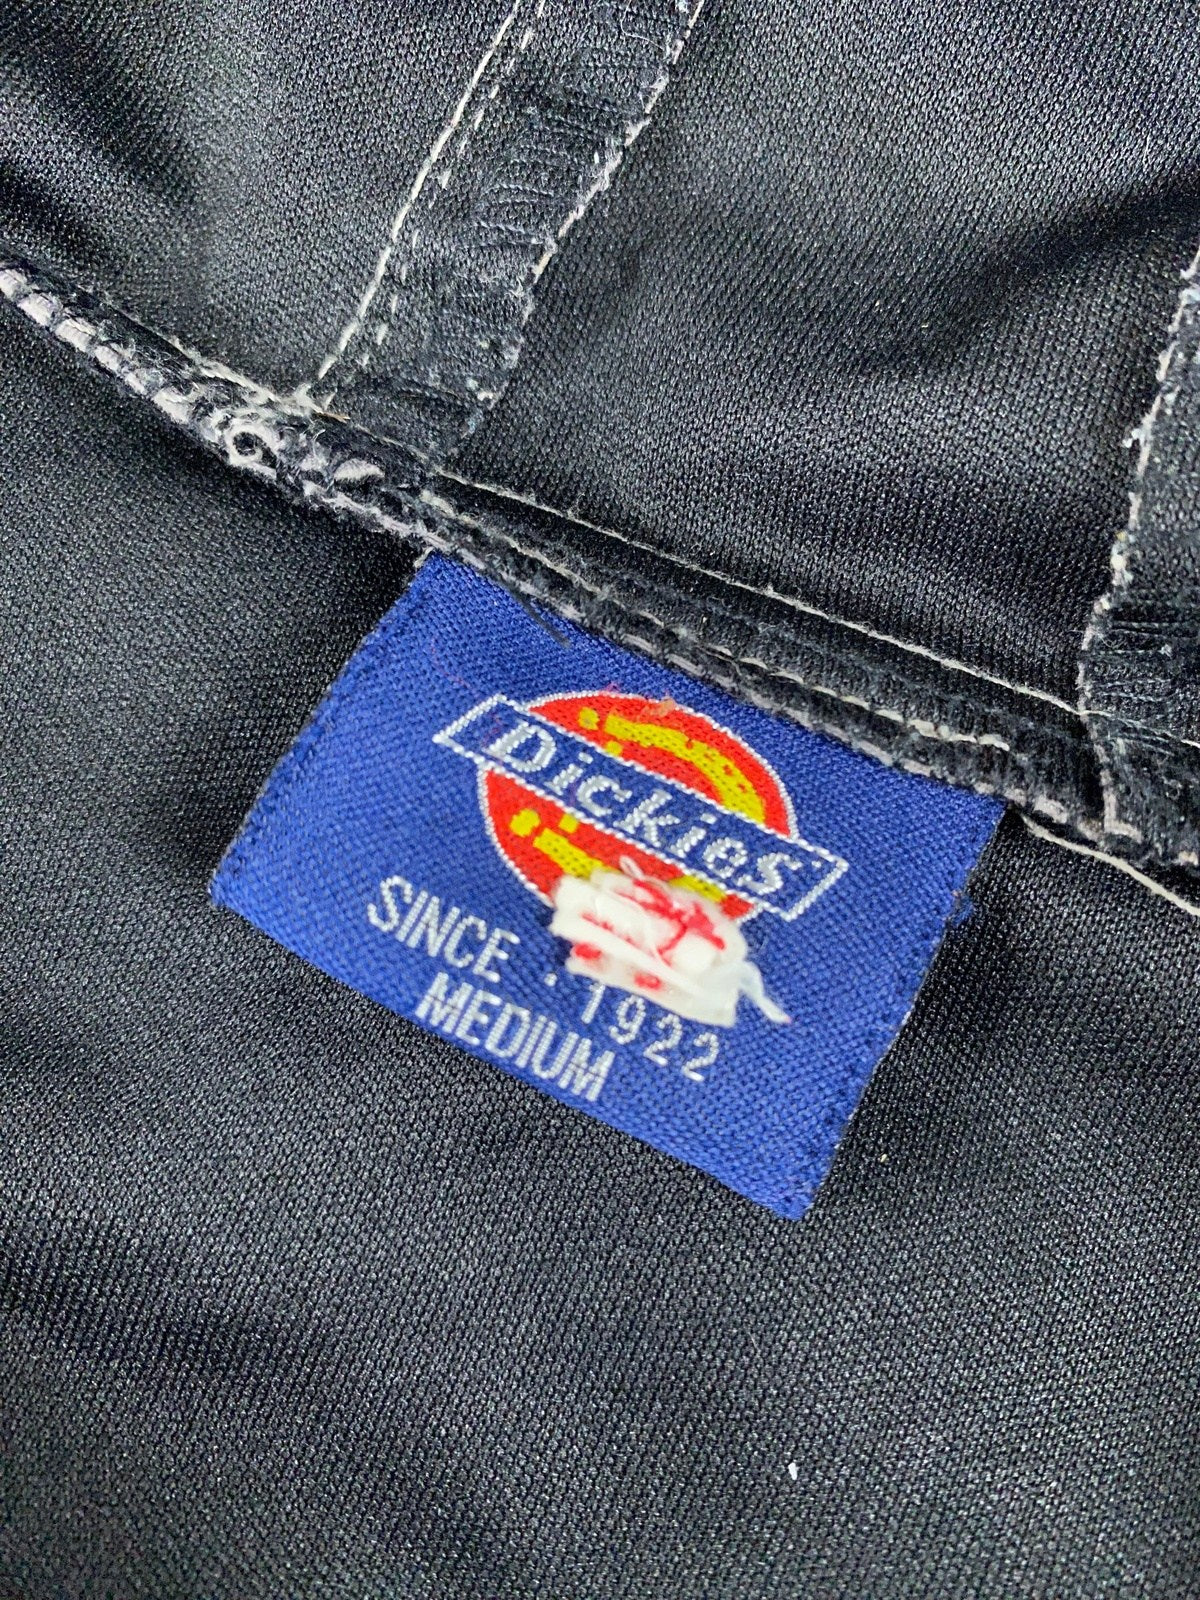 Dickies
SINCE . 1922
MEDIUM